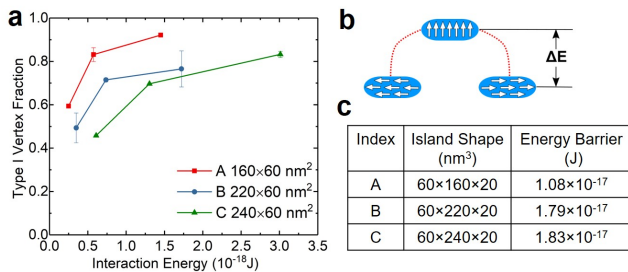 a
Type I Vertex Fraction
1.0
0.8
0.6
0.4
0.2
0.0
0.0 0.5 1.0 1.5 2.0 2.5 3.0 3.5
Interaction Energy (10⁻¹⁸J)
A 160×60 nm²
B 220×60 nm²
C 240×60 nm²
b
ΔE
c
Index Island Shape (nm³) Energy Barrier (J)
A 60×160×20 1.08×10⁻¹⁷
B 60×220×20 1.79×10⁻¹⁷
C 60×240×20 1.83×10⁻¹⁷